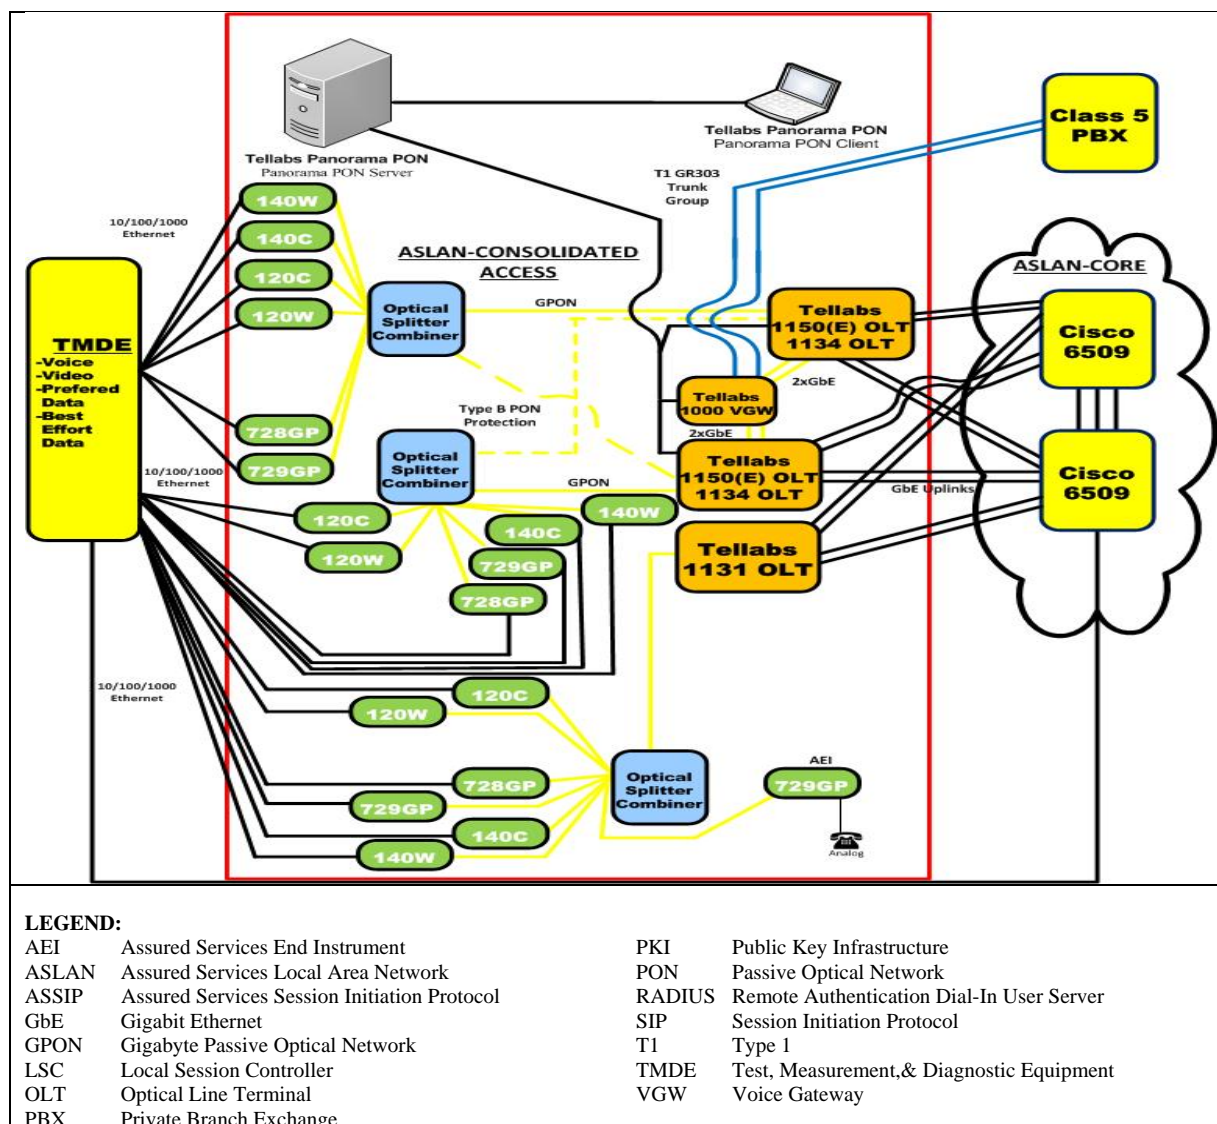 Tellabs Panorama PON
Panorama PON Server
Tellabs Panorama PON
Panorama PON Client
Class 5
PBX
T1 GR303
Trunk
Group
10/100/1000
Ethernet
140W
140C
120C
120W
728GP
729GP
ASLAN-CONSOLIDATED
ACCESS
ASLAN-CORE
Optical
Splitter
Combiner
GPON
Tellabs
1150(E) OLT
1134 OLT
Cisco
6509
TMDE
-Voice
-Video
-Prefered
Data
-Best
Effort
Data
2xGbE
Tellabs
1000 VGW
2xGbE
Type B PON
Protection
Optical
Splitter
Combiner
GPON
Tellabs
1150(E) OLT
1134 OLT
GbE Uplinks
Cisco
6509
10/100/1000
Ethernet
120C
120W
140W
140C
729GP
728GP
Tellabs
1131 OLT
10/100/1000
Ethernet
120C
120W
728GP
729GP
140C
140W
Optical
Splitter
Combiner
AEI
729GP
Analog
LEGEND:
AEI Assured Services End Instrument
ASLAN Assured Services Local Area Network
ASSIP Assured Services Session Initiation Protocol
GbE Gigabit Ethernet
GPON Gigabyte Passive Optical Network
LSC Local Session Controller
OLT Optical Line Terminal
PBX Private Branch Exchange
PKI Public Key Infrastructure
PON Passive Optical Network
RADIUS Remote Authentication Dial-In User Server
SIP Session Initiation Protocol
T1 Type 1
TMDE Test, Measurement,& Diagnostic Equipment
VGW Voice Gateway